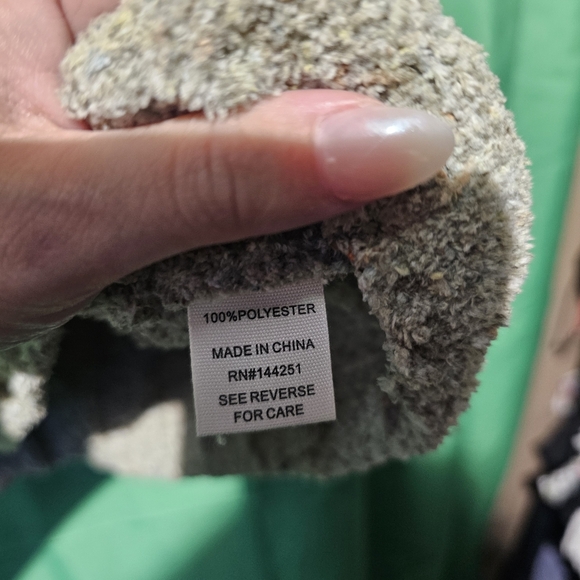 100%POLYESTER
MADE IN CHINA
RN#144251
SEE REVERSE
FOR CARE